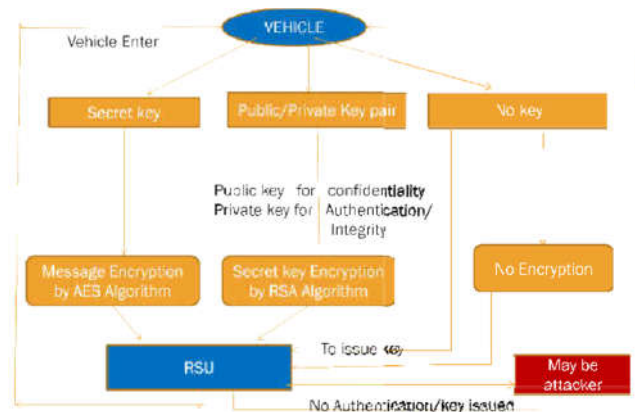 VEHICLE
Vehicle Enter
Secret key
Public/Private Key pair
No key
Public key for confidentiality
Private key for Authentication/
Integrity
Message Encryption
by AES Algorithm
Secret key Encryption
by RSA Algorithm
No Encryption
To issue key
RSU
May be
attacker
No Authentication/key issued